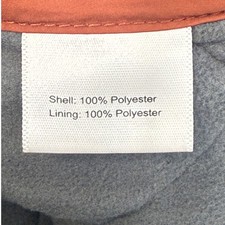 Shell: 100% Polyester
Lining: 100% Polyester